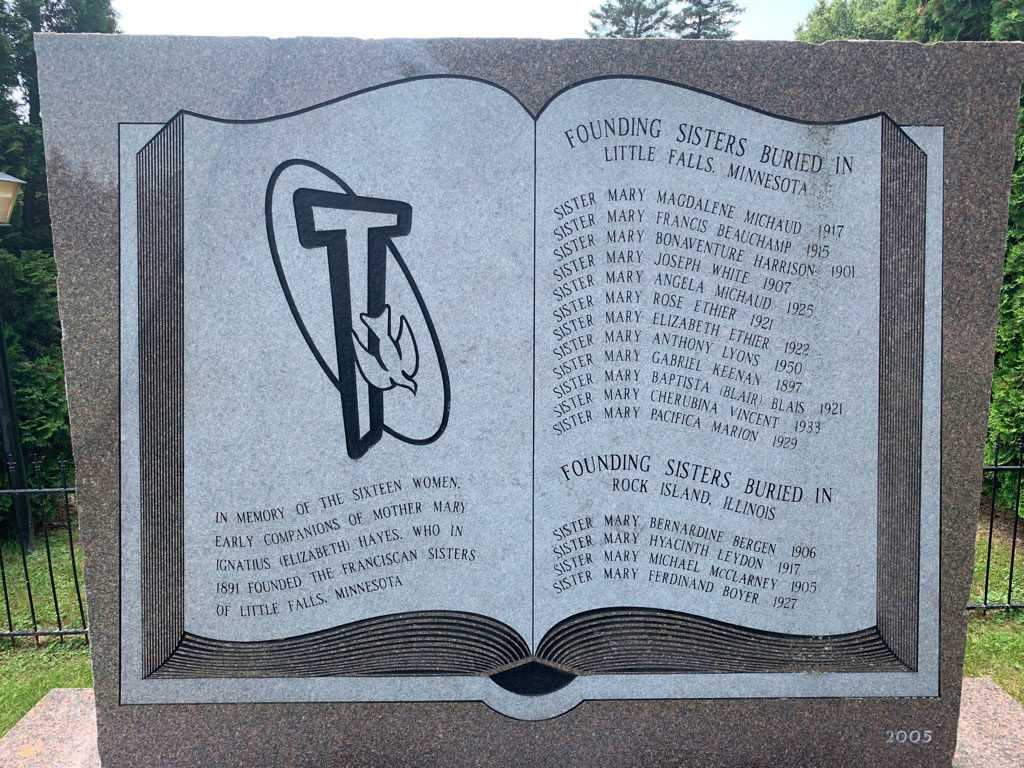 IN MEMORY OF THE SIXTEEN WOMEN,
EARLY COMPANIONS OF MOTHER MARY
IGNATIUS (ELIZABETH) HAYES, WHO IN
1891 FOUNDED THE FRANCISCAN SISTERS
OF LITTLE FALLS, MINNESOTA
FOUNDING SISTERS BURIED IN
LITTLE FALLS, MINNESOTA
SISTER MARY MAGDALENE MICHAUD 1917
SISTER MARY FRANCIS BEAUCHAMP 1915
SISTER MARY BONAVENTURE HARRISON 1901
SISTER MARY JOSEPH WHITE 1907
SISTER MARY ANGELA MICHAUD 1925
SISTER MARY ROSE ETHIER 1921
SISTER MARY ELIZABETH ETHIER 1922
SISTER MARY ANTHONY LYONS 1950
SISTER MARY GABRIEL KEENAN 1897
SISTER MARY BAPTISTA (BLAIR) BLAIS 1921
SISTER MARY CHERUBINA VINCENT 1933
SISTER MARY PACIFICA MARION 1929
FOUNDING SISTERS BURIED IN
ROCK ISLAND, ILLINOIS
SISTER MARY BERNARDINE BERGEN 1906
SISTER MARY HYACINTH LEYDON 1917
SISTER MARY MICHAEL MCCLARNEY 1905
SISTER MARY FERDINAND BOYER 1927
2005